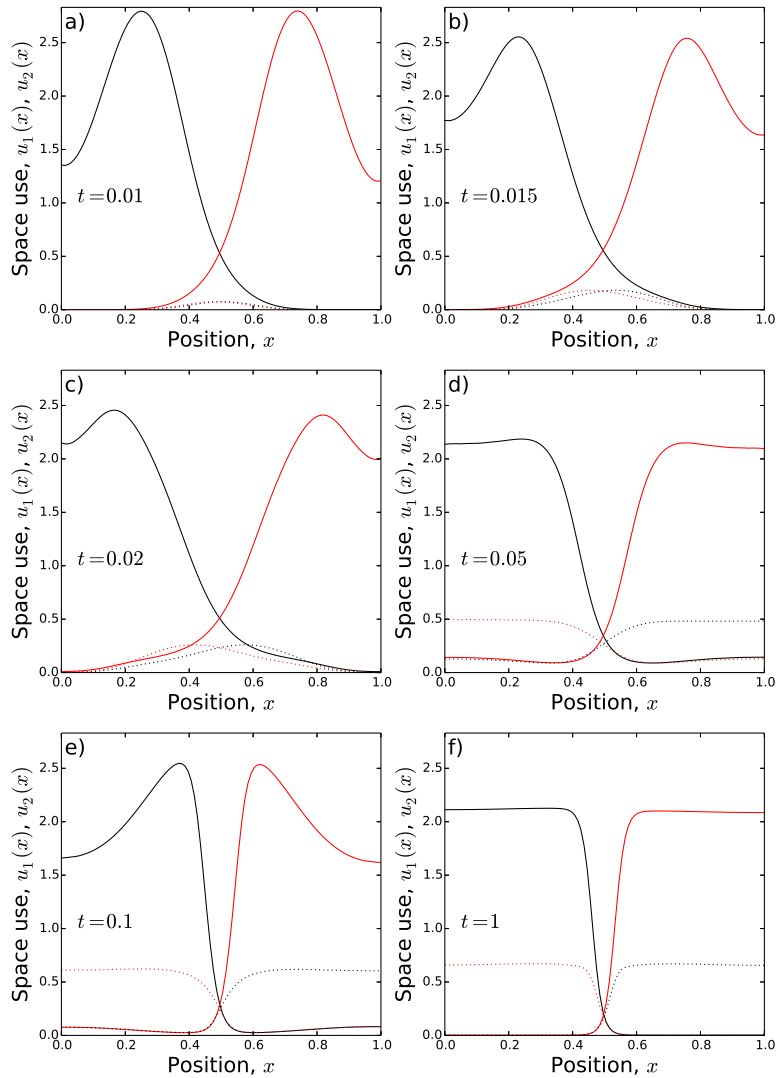 a)
Space use, u₁(x), u₂(x)
2.5
2.0
1.5
1.0
0.5
0.0
t=0.01
0.0 0.2 0.4 0.6 0.8 1.0
Position, x
b)
Space use, u₁(x), u₂(x)
2.5
2.0
1.5
1.0
0.5
0.0
t=0.015
0.0 0.2 0.4 0.6 0.8 1.0
Position, x
c)
Space use, u₁(x), u₂(x)
2.5
2.0
1.5
1.0
0.5
0.0
t=0.02
0.0 0.2 0.4 0.6 0.8 1.0
Position, x
d)
Space use, u₁(x), u₂(x)
2.5
2.0
1.5
1.0
0.5
0.0
t=0.05
0.0 0.2 0.4 0.6 0.8 1.0
Position, x
e)
Space use, u₁(x), u₂(x)
2.5
2.0
1.5
1.0
0.5
0.0
t=0.1
0.0 0.2 0.4 0.6 0.8 1.0
Position, x
f)
Space use, u₁(x), u₂(x)
2.5
2.0
1.5
1.0
0.5
0.0
t=1
0.0 0.2 0.4 0.6 0.8 1.0
Position, x